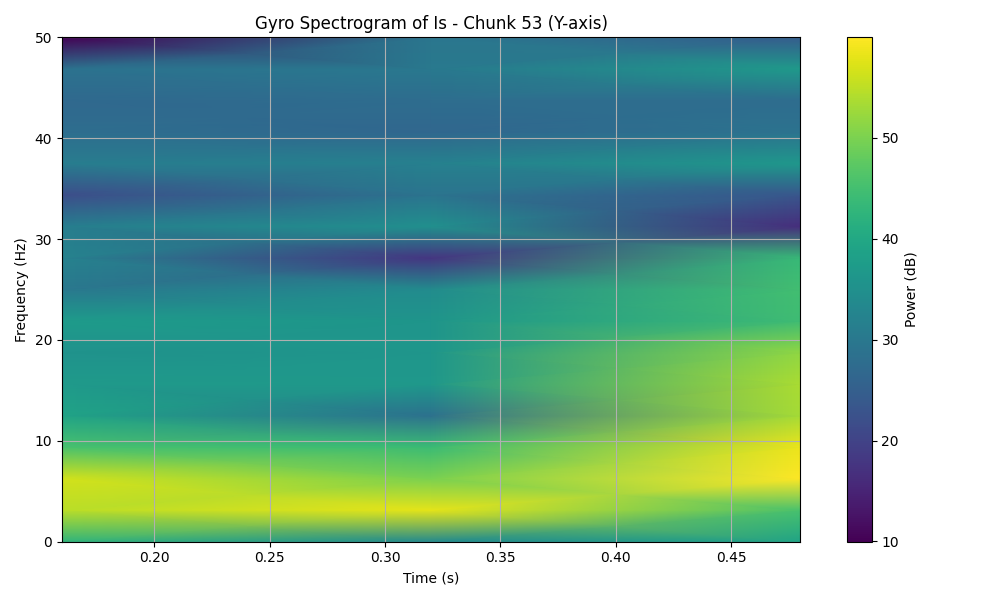 Gyro Spectrogram of Is - Chunk 53 (Y-axis)
50
40
30
20
10
0
Frequency (Hz)
0.20 0.25 0.30 0.35 0.40 0.45
Time (s)
50
40
30
20
10
Power (dB)